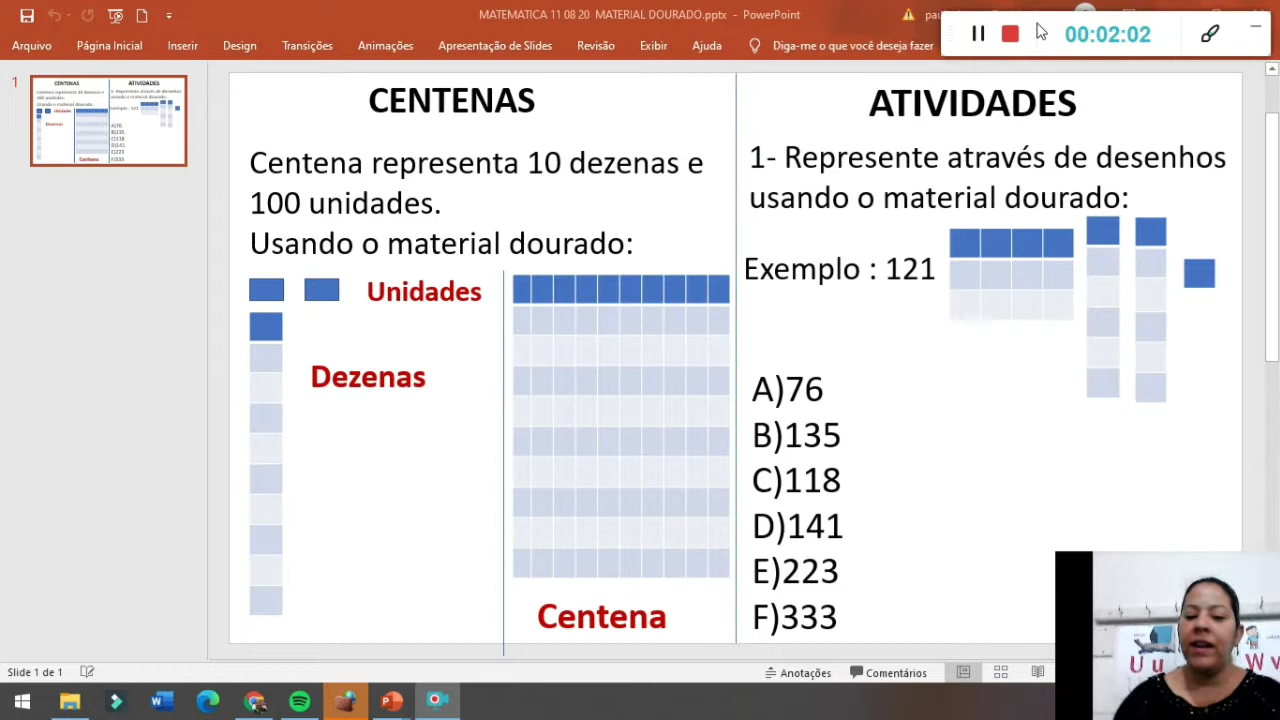 MATEMATICA 11 08 20 MATERIAL DOURADO.pptx - PowerPoint
00:02:02
Arquivo Página Inicial Inserir Design Transições Animações Apresentação de Slides Revisão Exibir Ajuda Diga-me o que você deseja fazer
1
CENTENAS
Centena representa 10 dezenas e
100 unidades.
Usando o material dourado:
Unidades
Dezenas
Centena
ATIVIDADES
1- Represente através de desenhos
usando o material dourado:
Exemplo : 121
A)76
B)135
C)118
D)141
E)223
F)333
U u
W w
Slide 1 of 1
Anotações Comentários